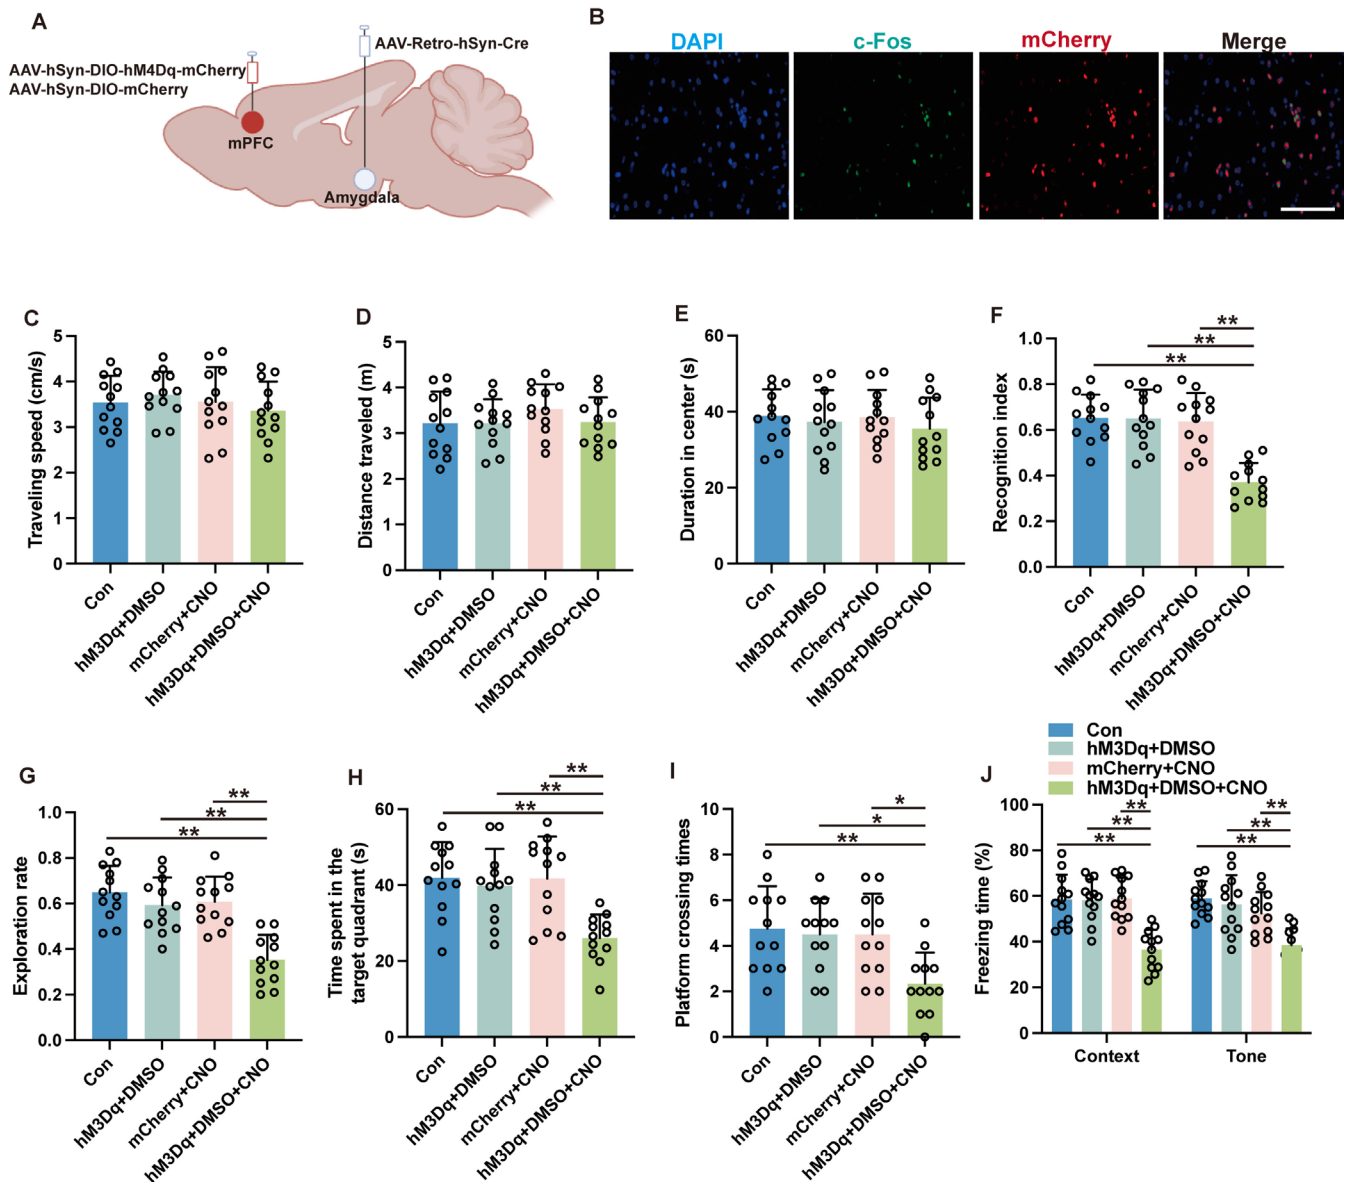 A
AAV-Retro-hSyn-Cre
AAV-hSyn-DIO-hM4Dq-mCherry
AAV-hSyn-DIO-mCherry
mPFC
Amygdala
B
DAPI
c-Fos
mCherry
Merge
C
Traveling speed (cm/s)
5
4
3
2
1
0
Con
hM3Dq+DMSO
mCherry+CNO
hM3Dq+DMSO+CNO
D
Distance traveled (m)
5
4
3
2
1
0
Con
hM3Dq+DMSO
mCherry+CNO
hM3Dq+DMSO+CNO
E
Duration in center (s)
60
40
20
0
Con
hM3Dq+DMSO
mCherry+CNO
hM3Dq+DMSO+CNO
F
Recognition index
1.0
0.8
0.6
0.4
0.2
0.0
**
**
**
Con
hM3Dq+DMSO
mCherry+CNO
hM3Dq+DMSO+CNO
G
Exploration rate
1.0
0.8
0.6
0.4
0.2
0.0
**
**
**
Con
hM3Dq+DMSO
mCherry+CNO
hM3Dq+DMSO+CNO
H
Time spent in the
target quadrant (s)
60
40
20
0
**
**
**
Con
hM3Dq+DMSO
mCherry+CNO
hM3Dq+DMSO+CNO
I
Platform crossing times
10
8
6
4
2
0
*
*
**
Con
hM3Dq+DMSO
mCherry+CNO
hM3Dq+DMSO+CNO
J
Con
hM3Dq+DMSO
mCherry+CNO
hM3Dq+DMSO+CNO
Freezing time (%)
100
80
60
40
20
0
**
**
**
**
**
**
Context
Tone